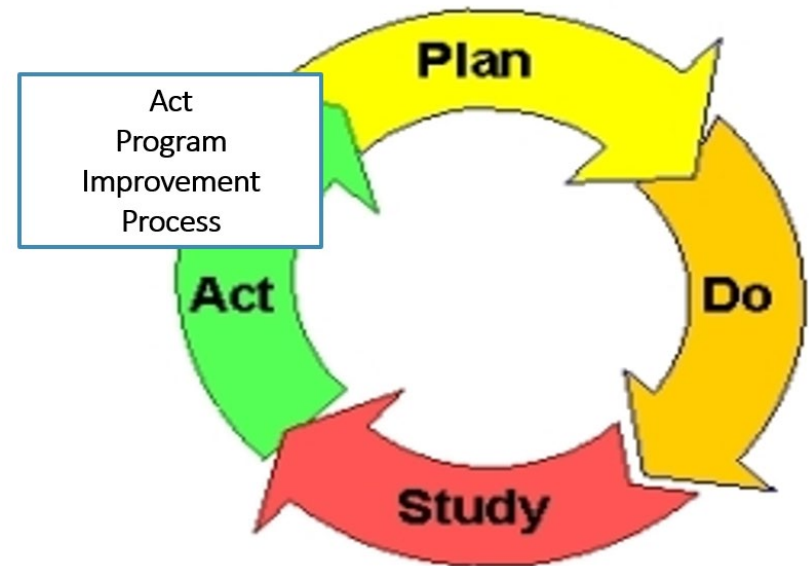 Plan
Act
Program
Improvement
Process
Act
Do
Study